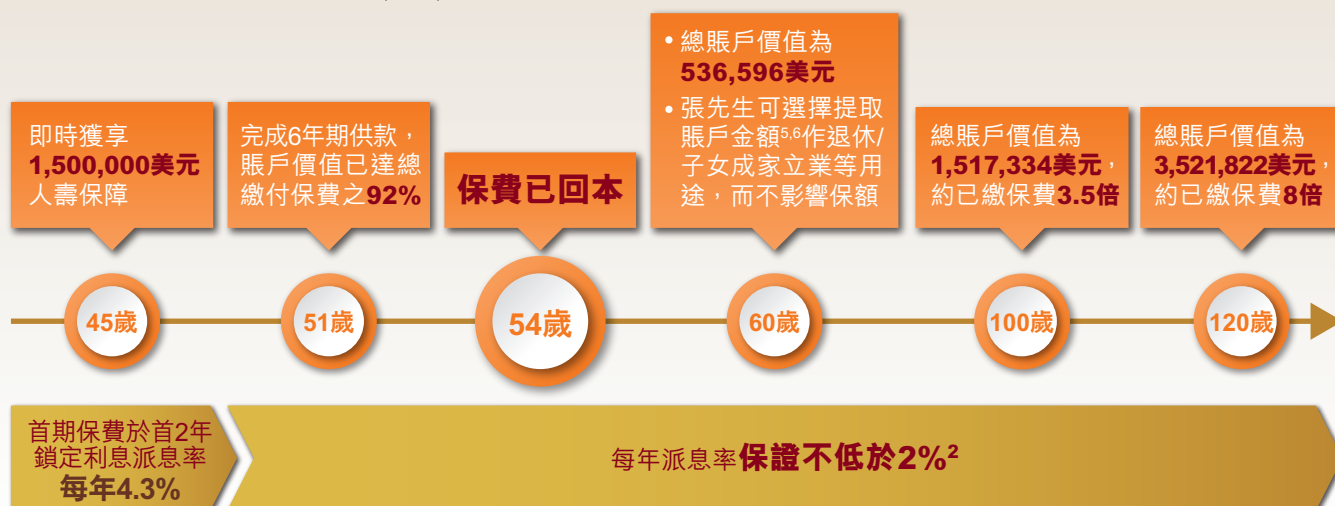 即時獲享
1,500,000美元
人壽保障
完成6年期供款，
賬戶價值已達總
繳付保費之92%
保費已回本
• 總賬戶價值為
536,596美元
• 張先生可選擇提取
賬戶金額5,6作退休/
子女成家立業等用
途，而不影響保額
總賬戶價值為
1,517,334美元，
約已繳保費3.5倍
總賬戶價值為
3,521,822美元，
約已繳保費8倍
45歲
51歲
54歲
60歲
100歲
120歲
首期保費於首2年
鎖定利息派息率
每年4.3%
每年派息率保證不低於2%2